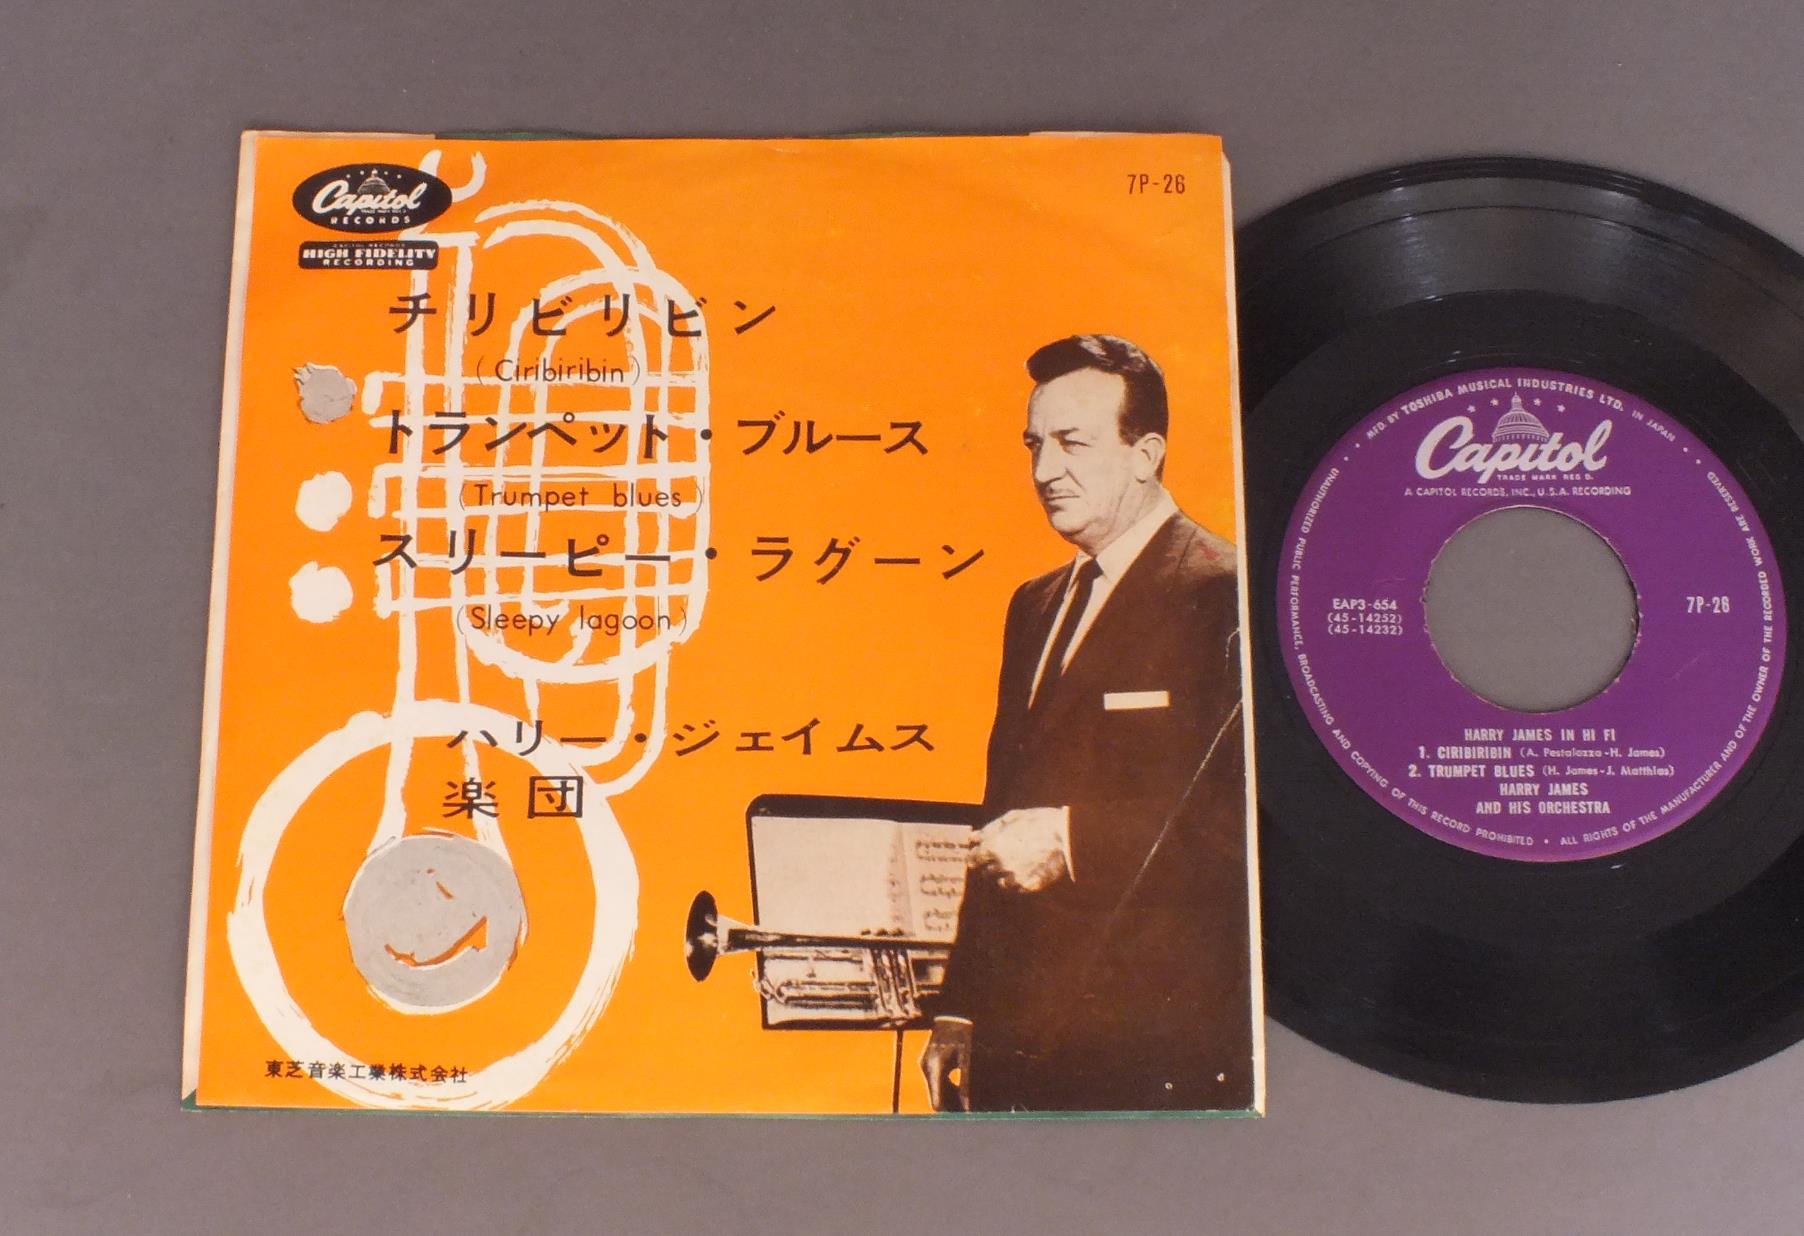 Capitol
TRADE MARK REG.
RECORDS
CAPITOL RECORDS
HIGH FIDELITY
RECORDING
7P-26
チリビリビン
(Ciribiribin)
トランペット・ブルース
(Trumpet blues)
スリーピー・ラグーン
(Sleepy lagoon)
ハリー・ジェイムス
楽団
東芝音楽工業株式会社
MFD. BY TOSHIBA MUSICAL INDUSTRIES LTD. IN JAPAN
Capitol
TRADE MARK REG'D.
A CAPITOL RECORDS, INC., U.S.A. RECORDING
EAP3-654
(45-14252)
(45-14232)
7P-26
HARRY JAMES IN HI FI
1. CIRIBIRIBIN (A. Pestalozza-H. James)
2. TRUMPET BLUES (H. James-J. Matthias)
HARRY JAMES
AND HIS ORCHESTRA
UNAUTHORIZED PUBLIC PERFORMANCE, BROADCASTING AND COPYING OF THIS RECORD PROHIBITED • ALL RIGHTS OF THE MANUFACTURER AND OF THE OWNER OF THE RECORDED WORK ARE RESERVED